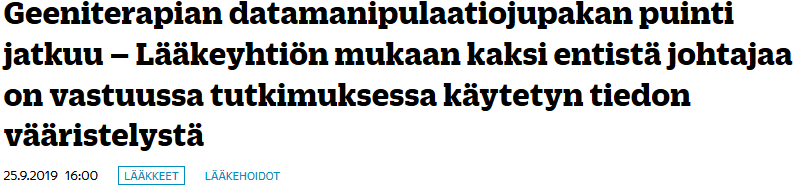 Geeniterapian datamanipulaatiojupakan puinti
jatkuu – Lääkeyhtiön mukaan kaksi entistä johtajaa
on vastuussa tutkimuksessa käytetyn tiedon
vääristelystä
25.9.2019 16:00 LÄÄKKEET LÄÄKEHOIDOT